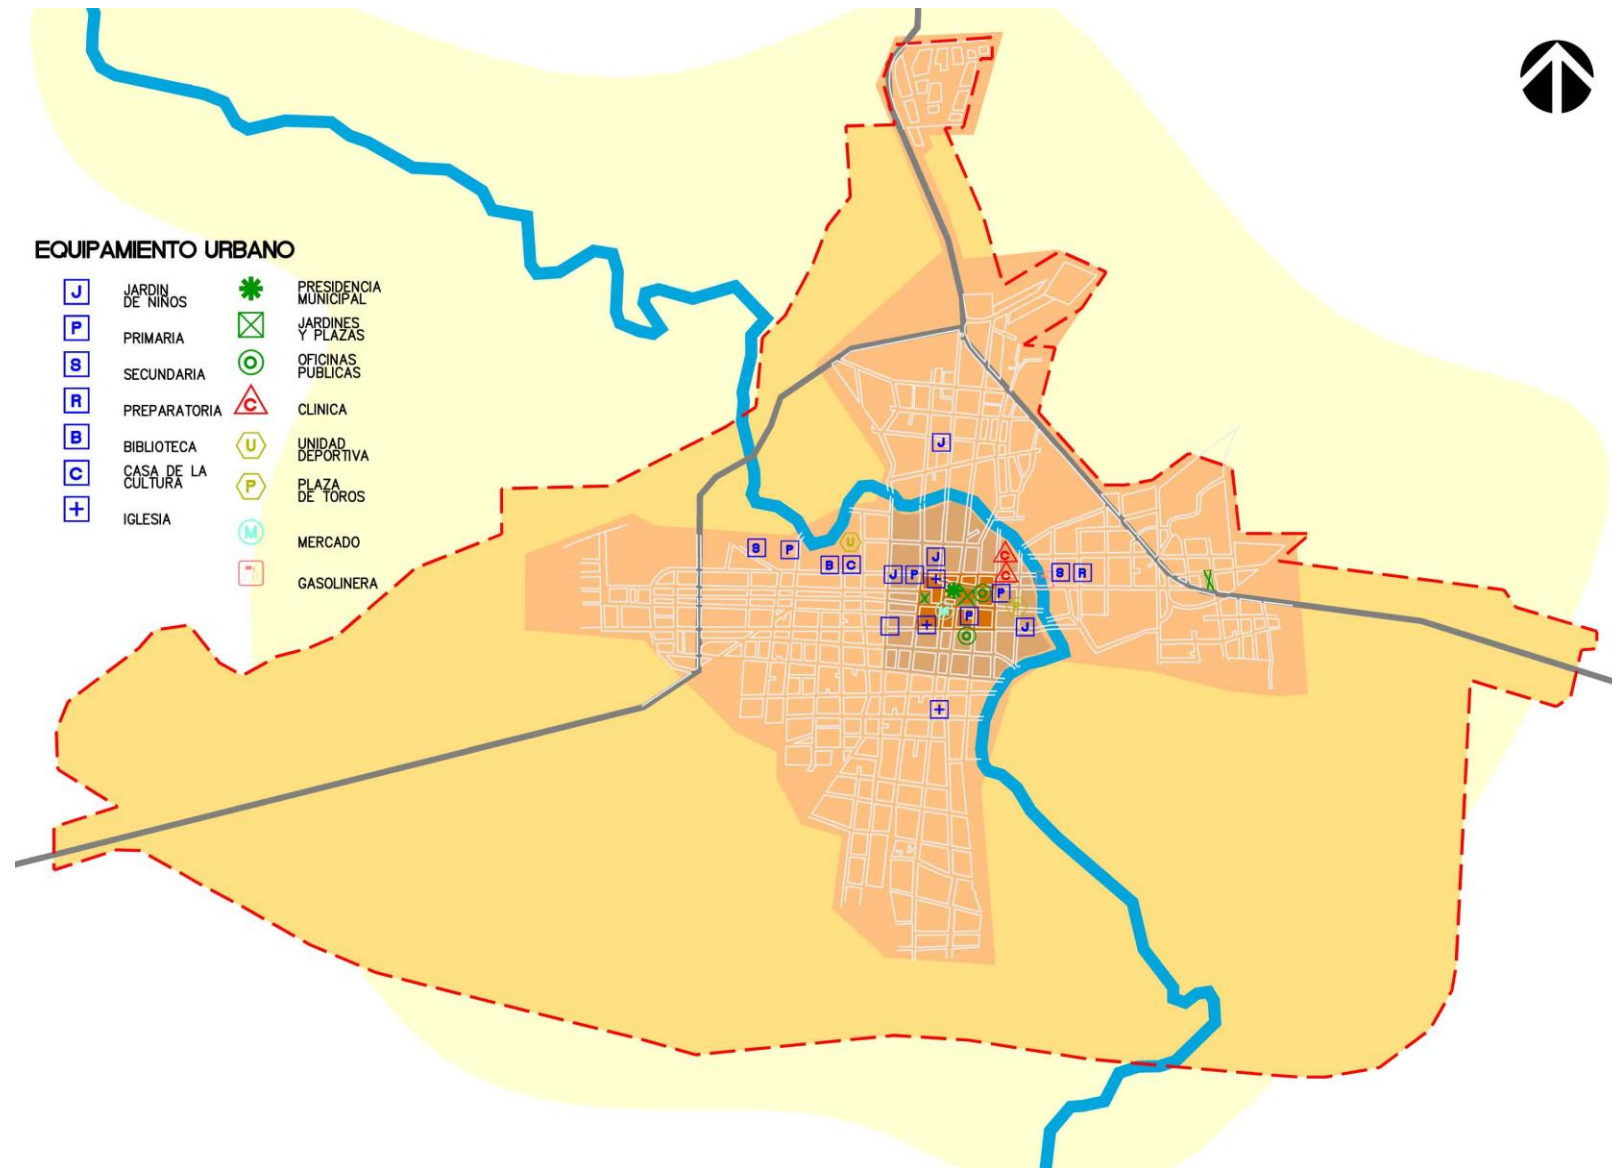 EQUIPAMIENTO URBANO
J JARDIN
DE NIÑOS
P PRIMARIA
S SECUNDARIA
R PREPARATORIA
B BIBLIOTECA
C CASA DE LA
CULTURA
+ IGLESIA
PRESIDENCIA
MUNICIPAL
JARDINES
Y PLAZAS
OFICINAS
PUBLICAS
C CLINICA
U UNIDAD
DEPORTIVA
P PLAZA
DE TOROS
M MERCADO
GASOLINERA
J
S P U
B C
J P J +
C
C
S R
P
M
P
+
J
+